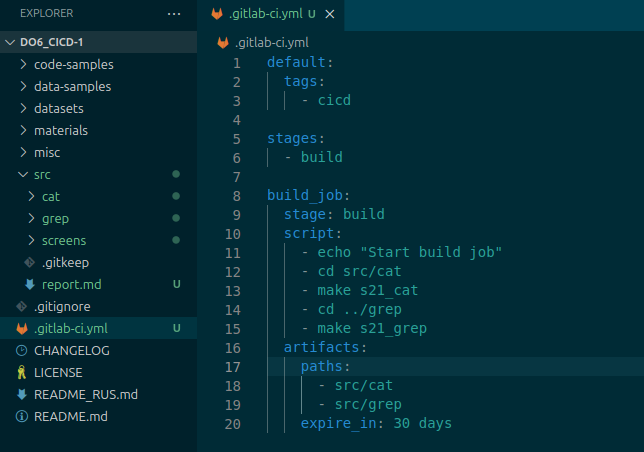 EXPLORER ···
DO6_CICD-1
code-samples
data-samples
datasets
materials
misc
src
cat
grep
screens
.gitkeep
report.md U
.gitignore
.gitlab-ci.yml U
CHANGELOG
LICENSE
README_RUS.md
README.md
.gitlab-ci.yml U ×
.gitlab-ci.yml
1 default:
2 tags:
3 - cicd
4
5 stages:
6 - build
7
8 build_job:
9 stage: build
10 script:
11 - echo "Start build job"
12 - cd src/cat
13 - make s21_cat
14 - cd ../grep
15 - make s21_grep
16 artifacts:
17 paths:
18 - src/cat
19 - src/grep
20 expire_in: 30 days